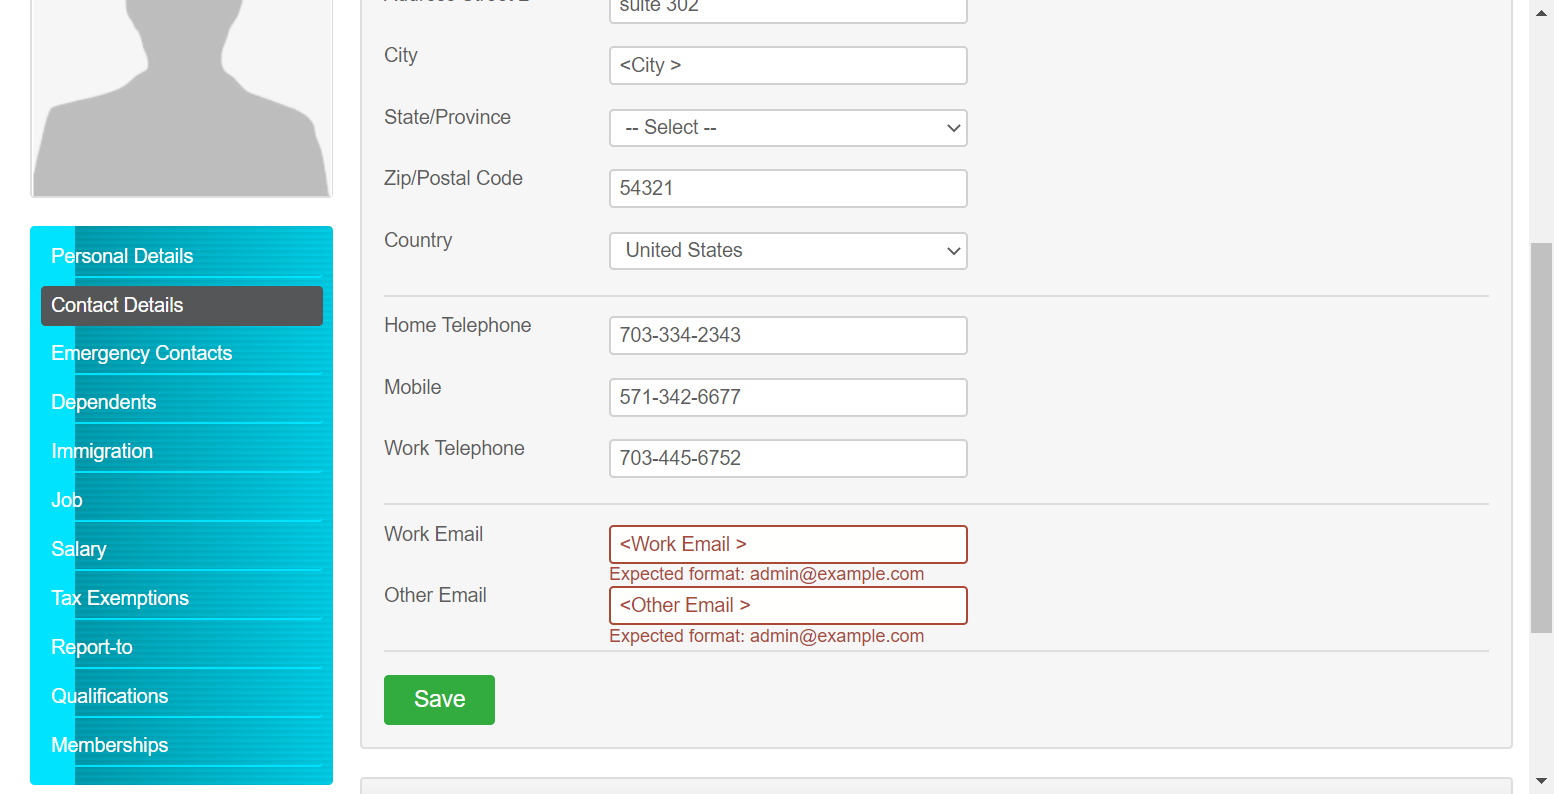 Address Street 2
suite 302
City
<City >
State/Province
-- Select --
Zip/Postal Code
54321
Country
United States
Home Telephone
703-334-2343
Mobile
571-342-6677
Work Telephone
703-445-6752
Work Email
<Work Email >
Expected format: admin@example.com
Other Email
<Other Email >
Expected format: admin@example.com
Save
Personal Details
Contact Details
Emergency Contacts
Dependents
Immigration
Job
Salary
Tax Exemptions
Report-to
Qualifications
Memberships